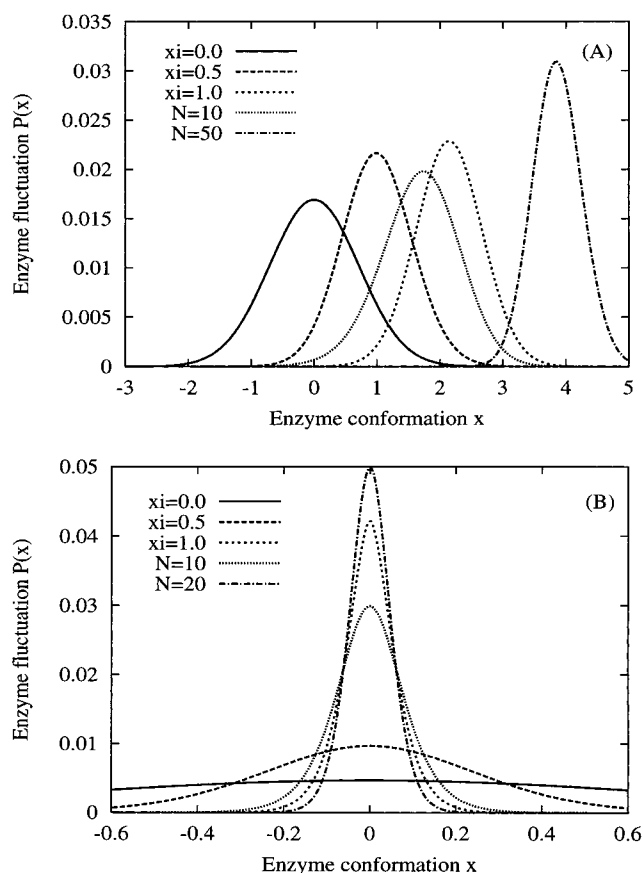 (A)
xi=0.0
xi=0.5
xi=1.0
N=10
N=50
Enzyme fluctuation P(x)
0.035
0.03
0.025
0.02
0.015
0.01
0.005
0
-3 -2 -1 0 1 2 3 4 5
Enzyme conformation x
(B)
xi=0.0
xi=0.5
xi=1.0
N=10
N=20
Enzyme fluctuation P(x)
0.05
0.04
0.03
0.02
0.01
0
-0.6 -0.4 -0.2 0 0.2 0.4 0.6
Enzyme conformation x